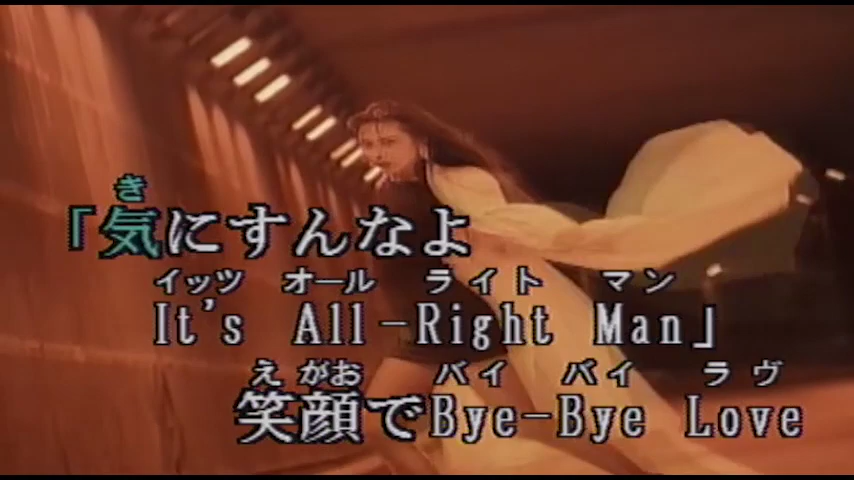 き
「気にすんなよ
イッツ オール ライト マン
It's All-Right Man」
えがお バイ バイ ラヴ
笑顔でBye-Bye Love